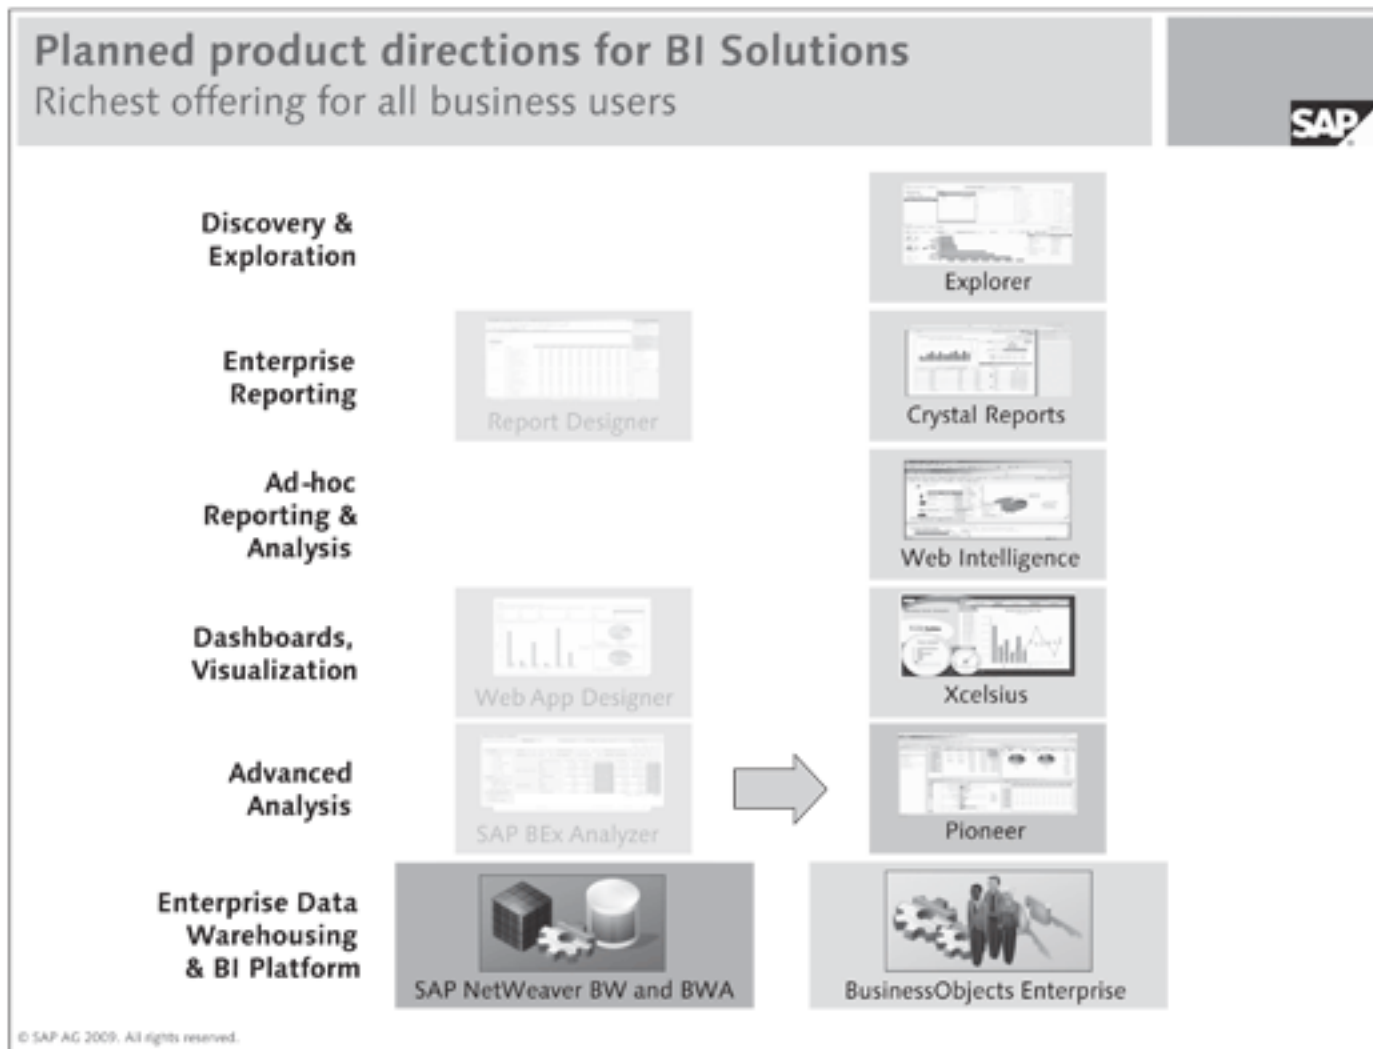 Planned product directions for BI Solutions
Richest offering for all business users
SAP
Discovery &
Exploration
Explorer
Enterprise
Reporting
Report Designer
Crystal Reports
Ad-hoc
Reporting &
Analysis
Web Intelligence
Dashboards,
Visualization
Web App Designer
Xcelsius
Advanced
Analysis
SAP BEx Analyzer
Pioneer
Enterprise Data
Warehousing
& BI Platform
SAP NetWeaver BW and BWA
BusinessObjects Enterprise
© SAP AG 2009. All rights reserved.